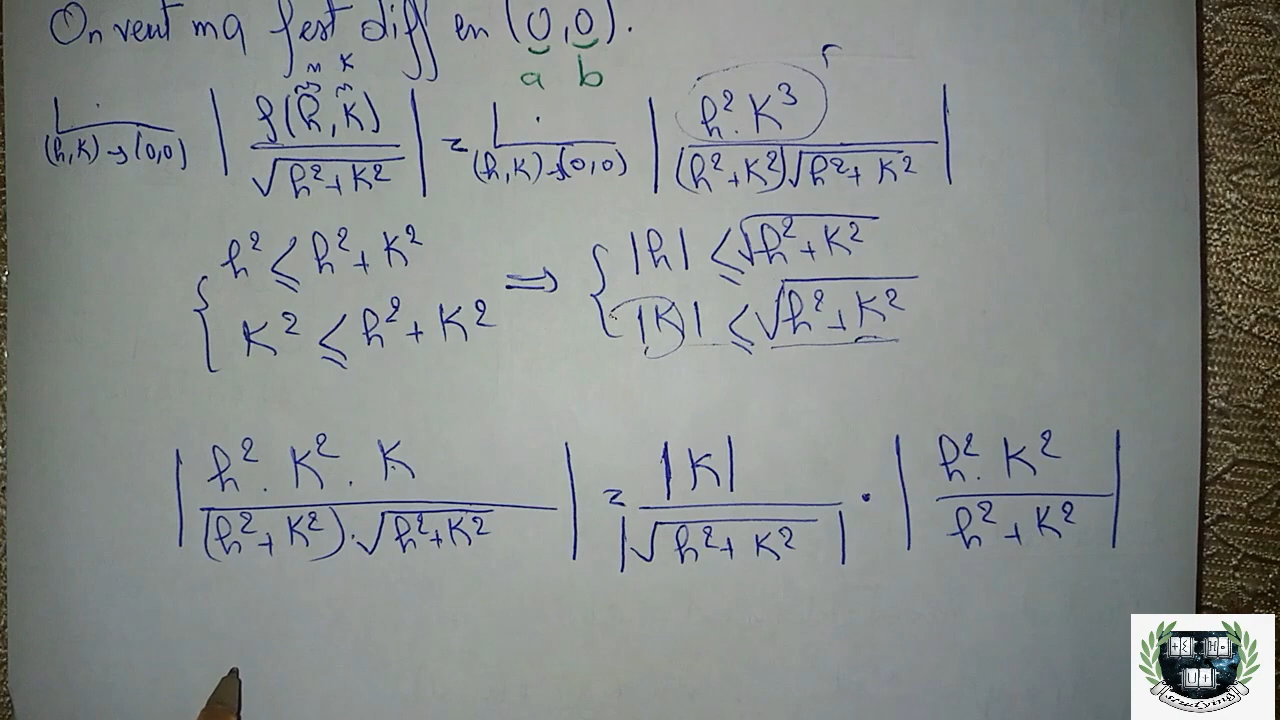 On veut mq f est diff en (0,0).
x K
a b
L (h,K)→(0,0) | f(h,K) / √h²+K² | = L (h,K)→(0,0) | h².K³ / (h²+K²)√h²+K² |
{ h² ≤ h²+K² ⟹ { |h| ≤ √h²+K²
K² ≤ h²+K² |K| ≤ √h²+K²
| h².K².K / (h²+K²).√h²+K² | = |K| / |√h²+K²| . | h².K² / h²+K² |